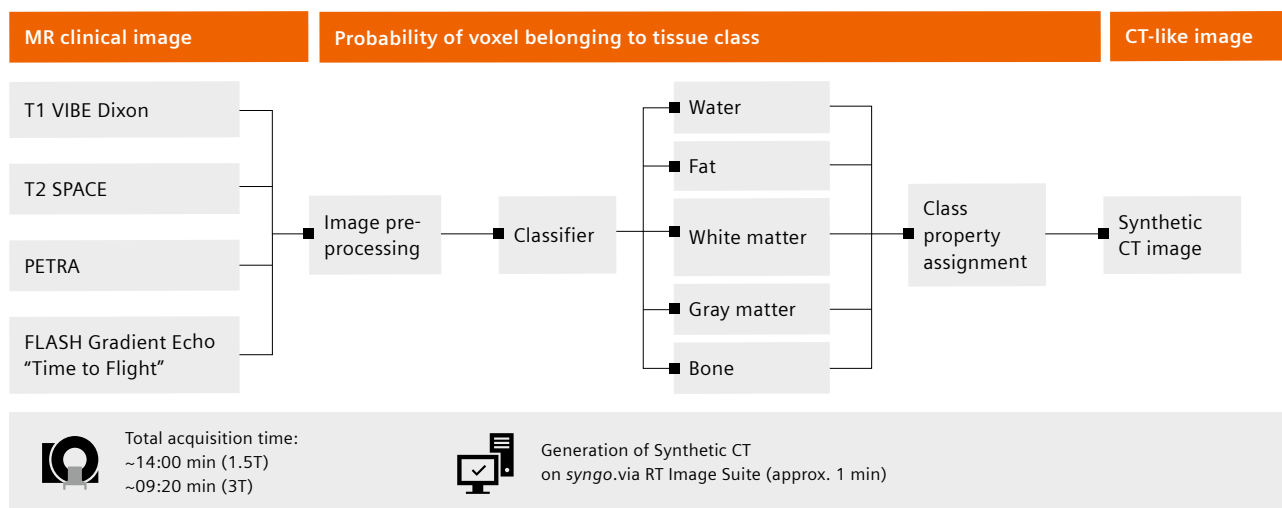 MR clinical image
Probability of voxel belonging to tissue class
CT-like image
T1 VIBE Dixon
T2 SPACE
PETRA
FLASH Gradient Echo
“Time to Flight”
Image pre-
processing
Classifier
Water
Fat
White matter
Gray matter
Bone
Class
property
assignment
Synthetic
CT image
Total acquisition time:
~14:00 min (1.5T)
~09:20 min (3T)
Generation of Synthetic CT
on syngo.via RT Image Suite (approx. 1 min)